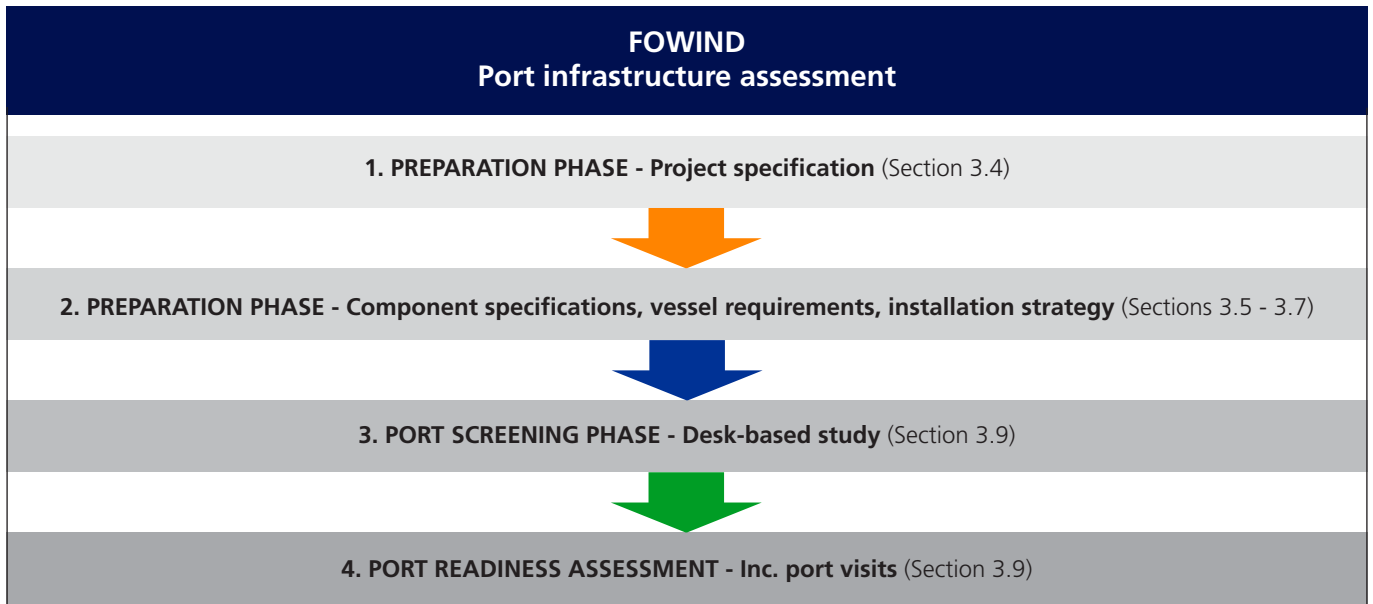 FOWIND
Port infrastructure assessment
1. PREPARATION PHASE - Project specification (Section 3.4)
2. PREPARATION PHASE - Component specifications, vessel requirements, installation strategy (Sections 3.5 - 3.7)
3. PORT SCREENING PHASE - Desk-based study (Section 3.9)
4. PORT READINESS ASSESSMENT - Inc. port visits (Section 3.9)